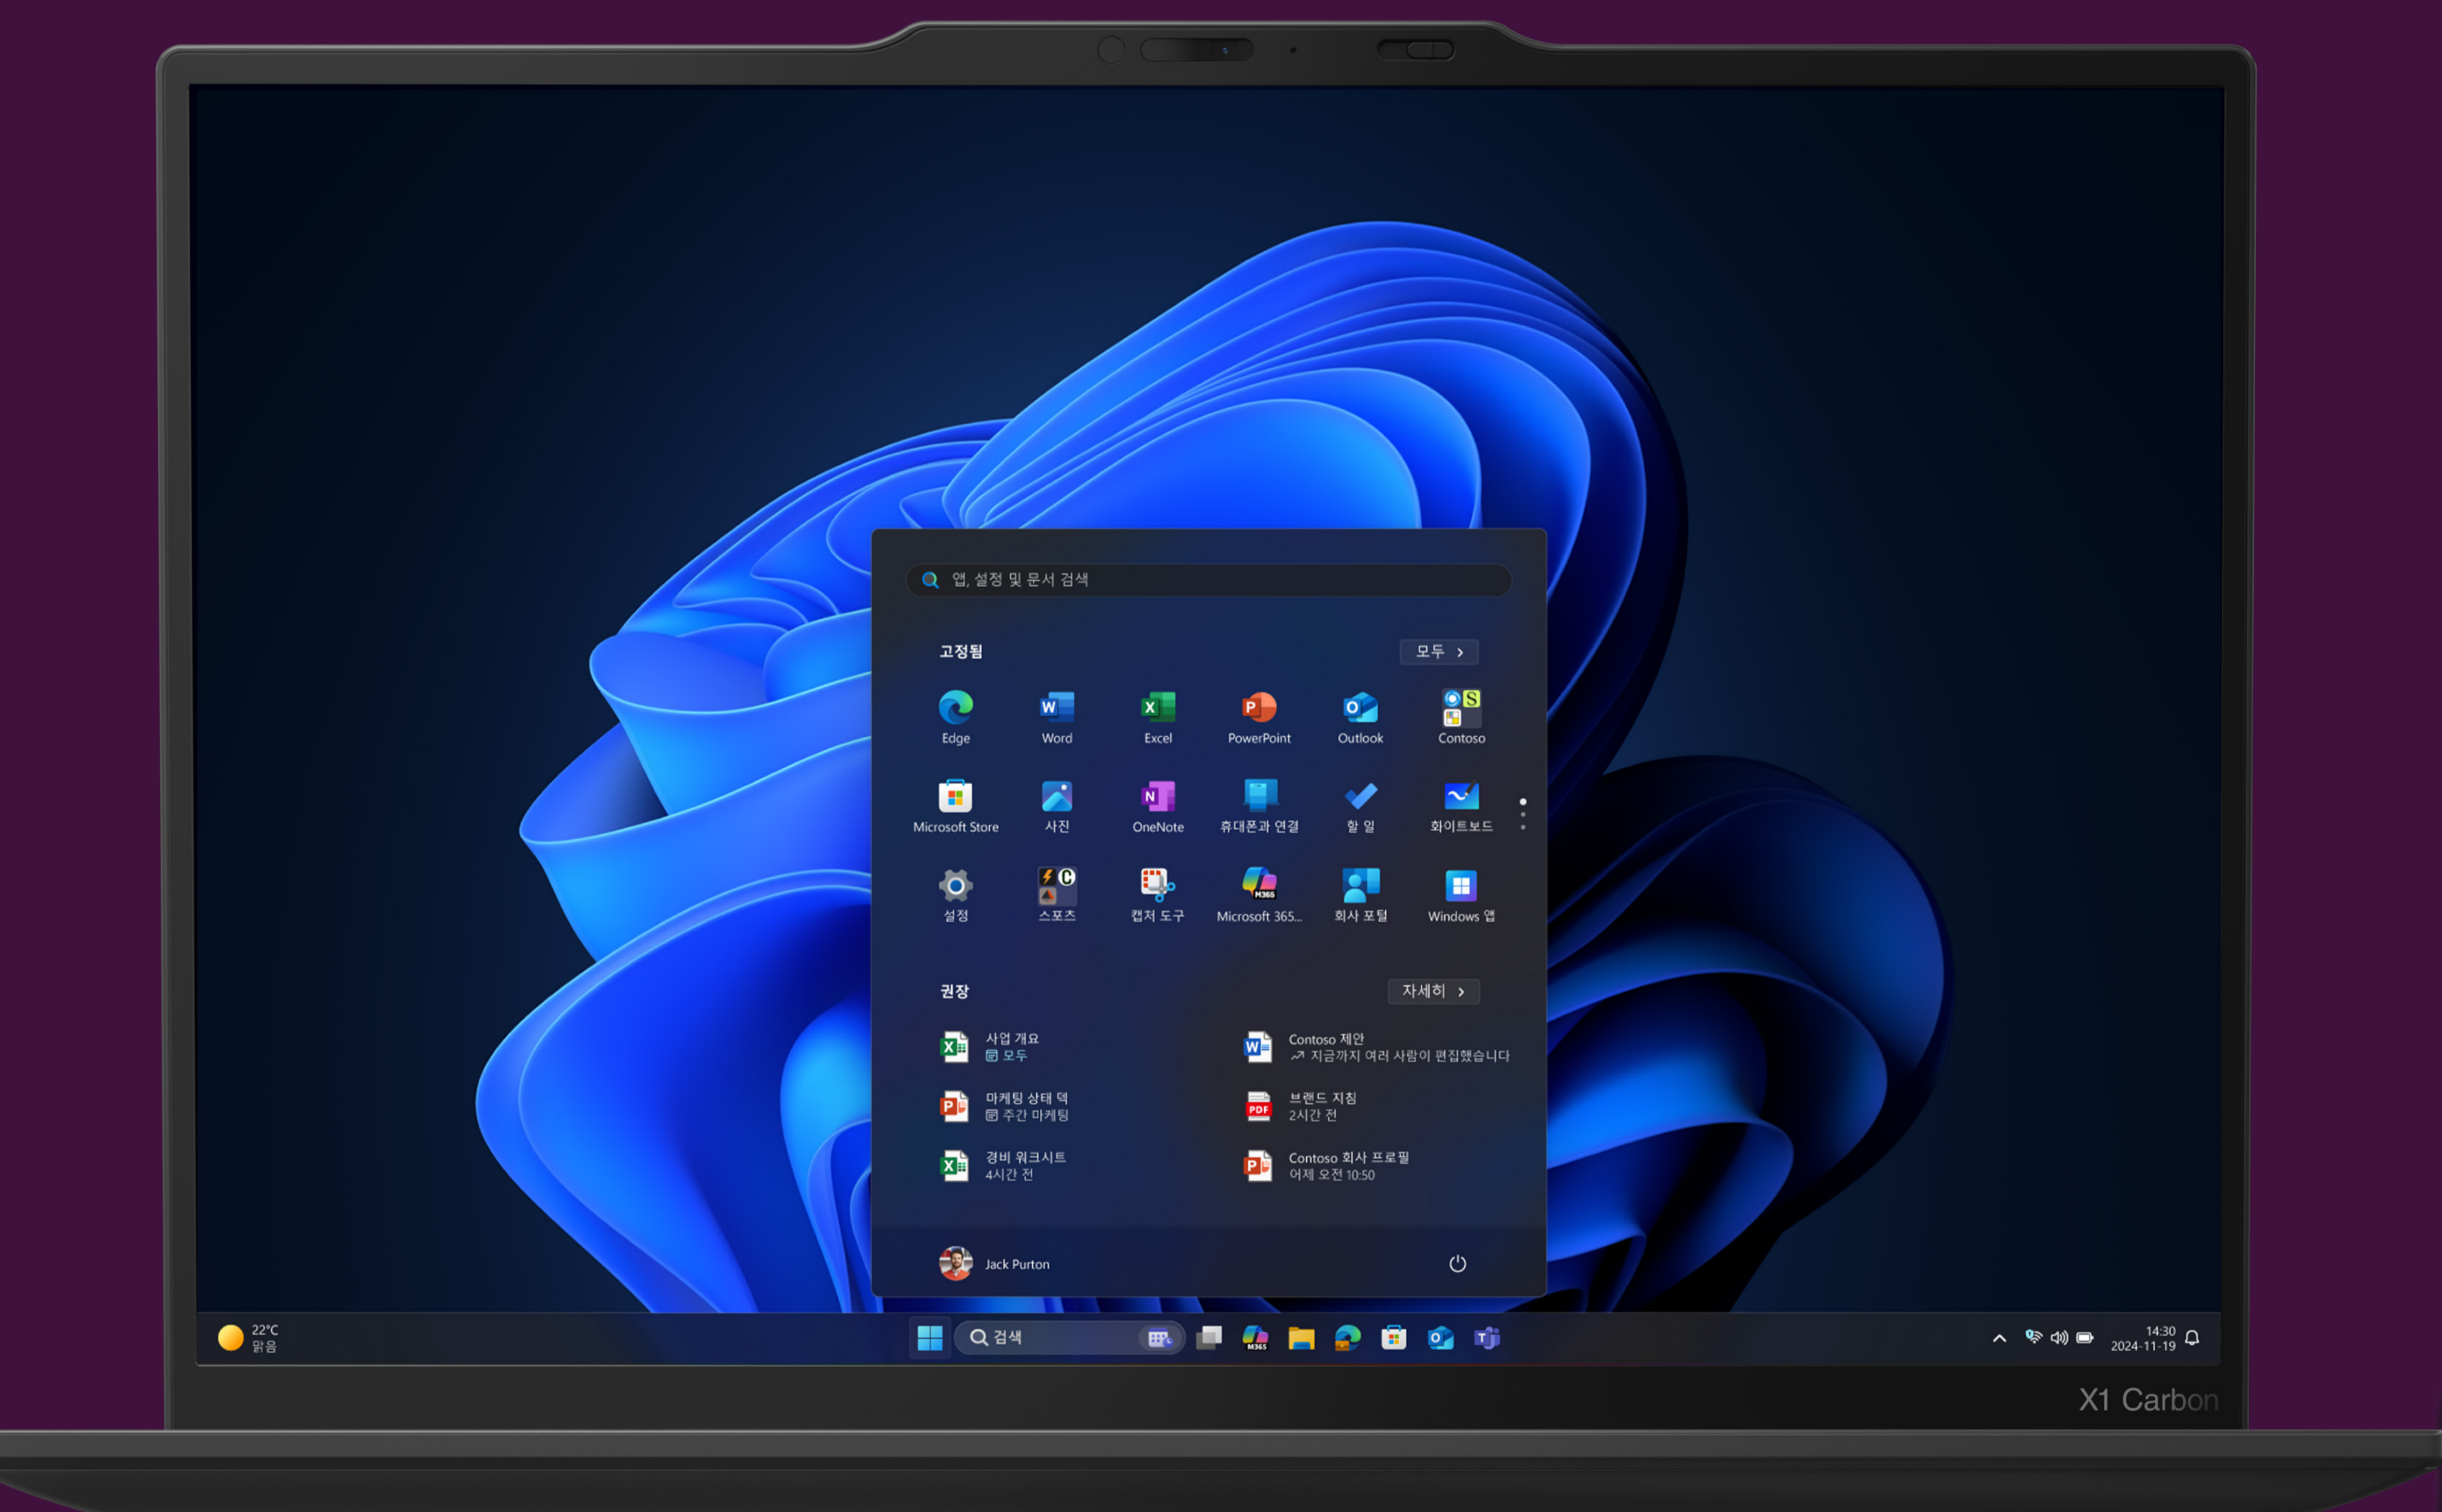 앱, 설정 및 문서 검색
고정됨
모두
Edge
Word
Excel
PowerPoint
Outlook
Contoso
Microsoft Store
사진
OneNote
휴대폰과 연결
할 일
화이트보드
설정
스포츠
캡처 도구
Microsoft 365...
회사 포털
Windows 앱
권장
자세히
사업 개요
모두
Contoso 제안
지금까지 여러 사람이 편집했습니다
마케팅 상태 덱
주간 마케팅
브랜드 지침
2시간 전
경비 워크시트
4시간 전
Contoso 회사 프로필
어제 오전 10:50
Jack Purton
22°C
맑음
검색
M365
14:30
2024-11-19
X1 Carbon